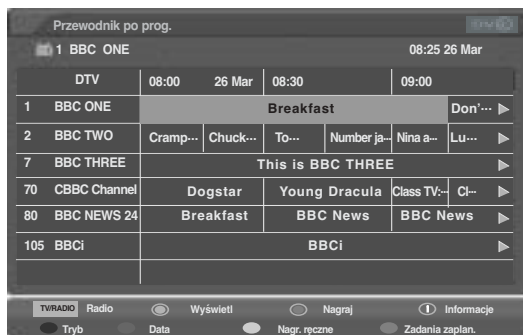 Przewodnik po prog.
1 BBC ONE 08:25 26 Mar
DTV 08:00 26 Mar 08:30 09:00
1 BBC ONE Breakfast Don'...
2 BBC TWO Cramp... Chuck... To... Number ja... Nina a... Lu...
7 BBC THREE This is BBC THREE
70 CBBC Channel Dogstar Young Dracula Class TV:... Cl...
80 BBC NEWS 24 Breakfast BBC News BBC News
105 BBCi BBCi
TV/RADIO Radio Wyświetl Nagraj Informacje
Tryb Data Nagr. ręczne Zadania zaplan.